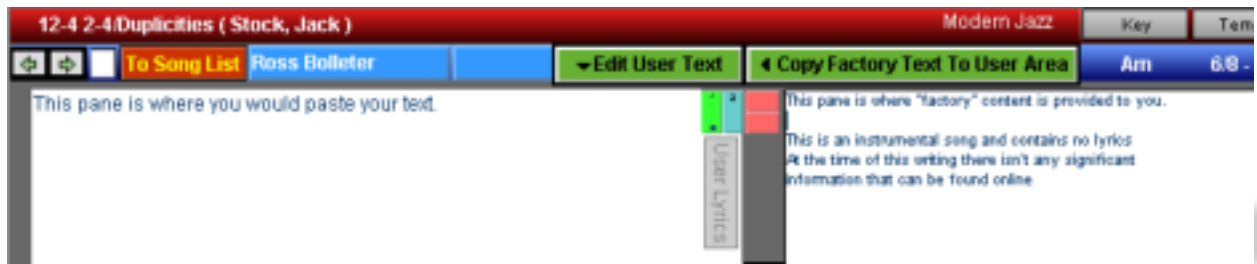 12-4 2-4/Duplicities ( Stock, Jack )
Modern Jazz
Key
Tem
To Song List
Ross Bolleter
Edit User Text
Copy Factory Text To User Area
Am
6/8 -
This pane is where you would paste your text.
User Lyrics
This pane is where "factory" content is provided to you.
This is an instrumental song and contains no lyrics
At the time of this writing there isn't any significant
information that can be found online